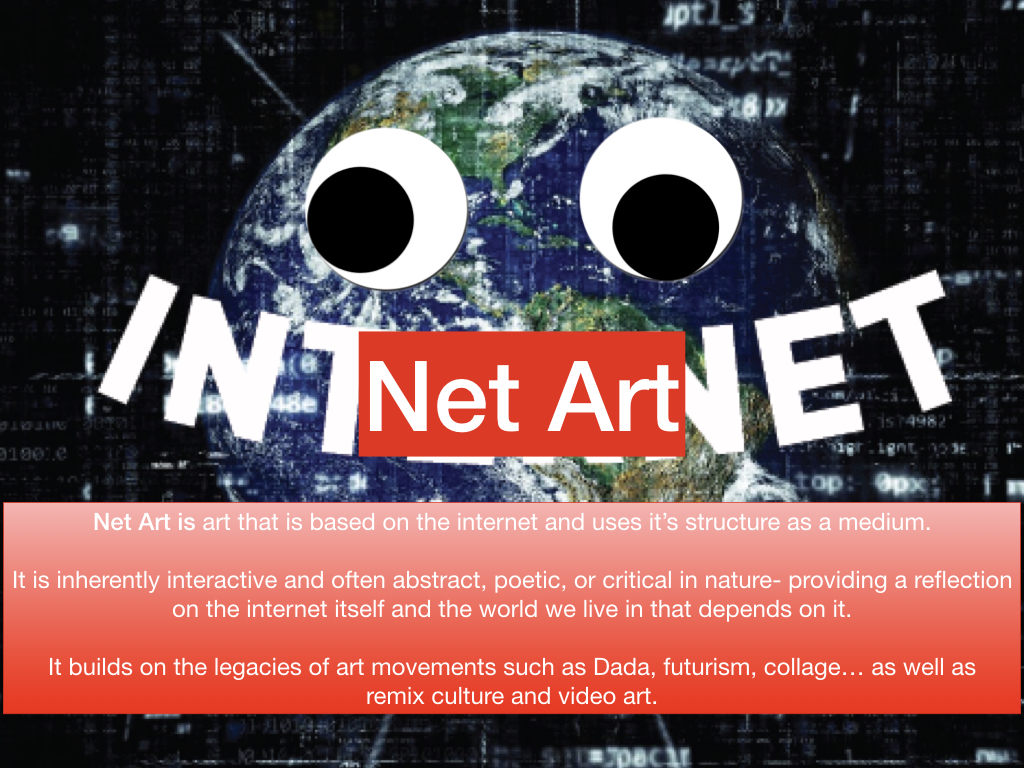 INTERNET
Net Art
Net Art is art that is based on the internet and uses it’s structure as a medium.
It is inherently interactive and often abstract, poetic, or critical in nature- providing a reflection
on the internet itself and the world we live in that depends on it.
It builds on the legacies of art movements such as Dada, futurism, collage… as well as
remix culture and video art.